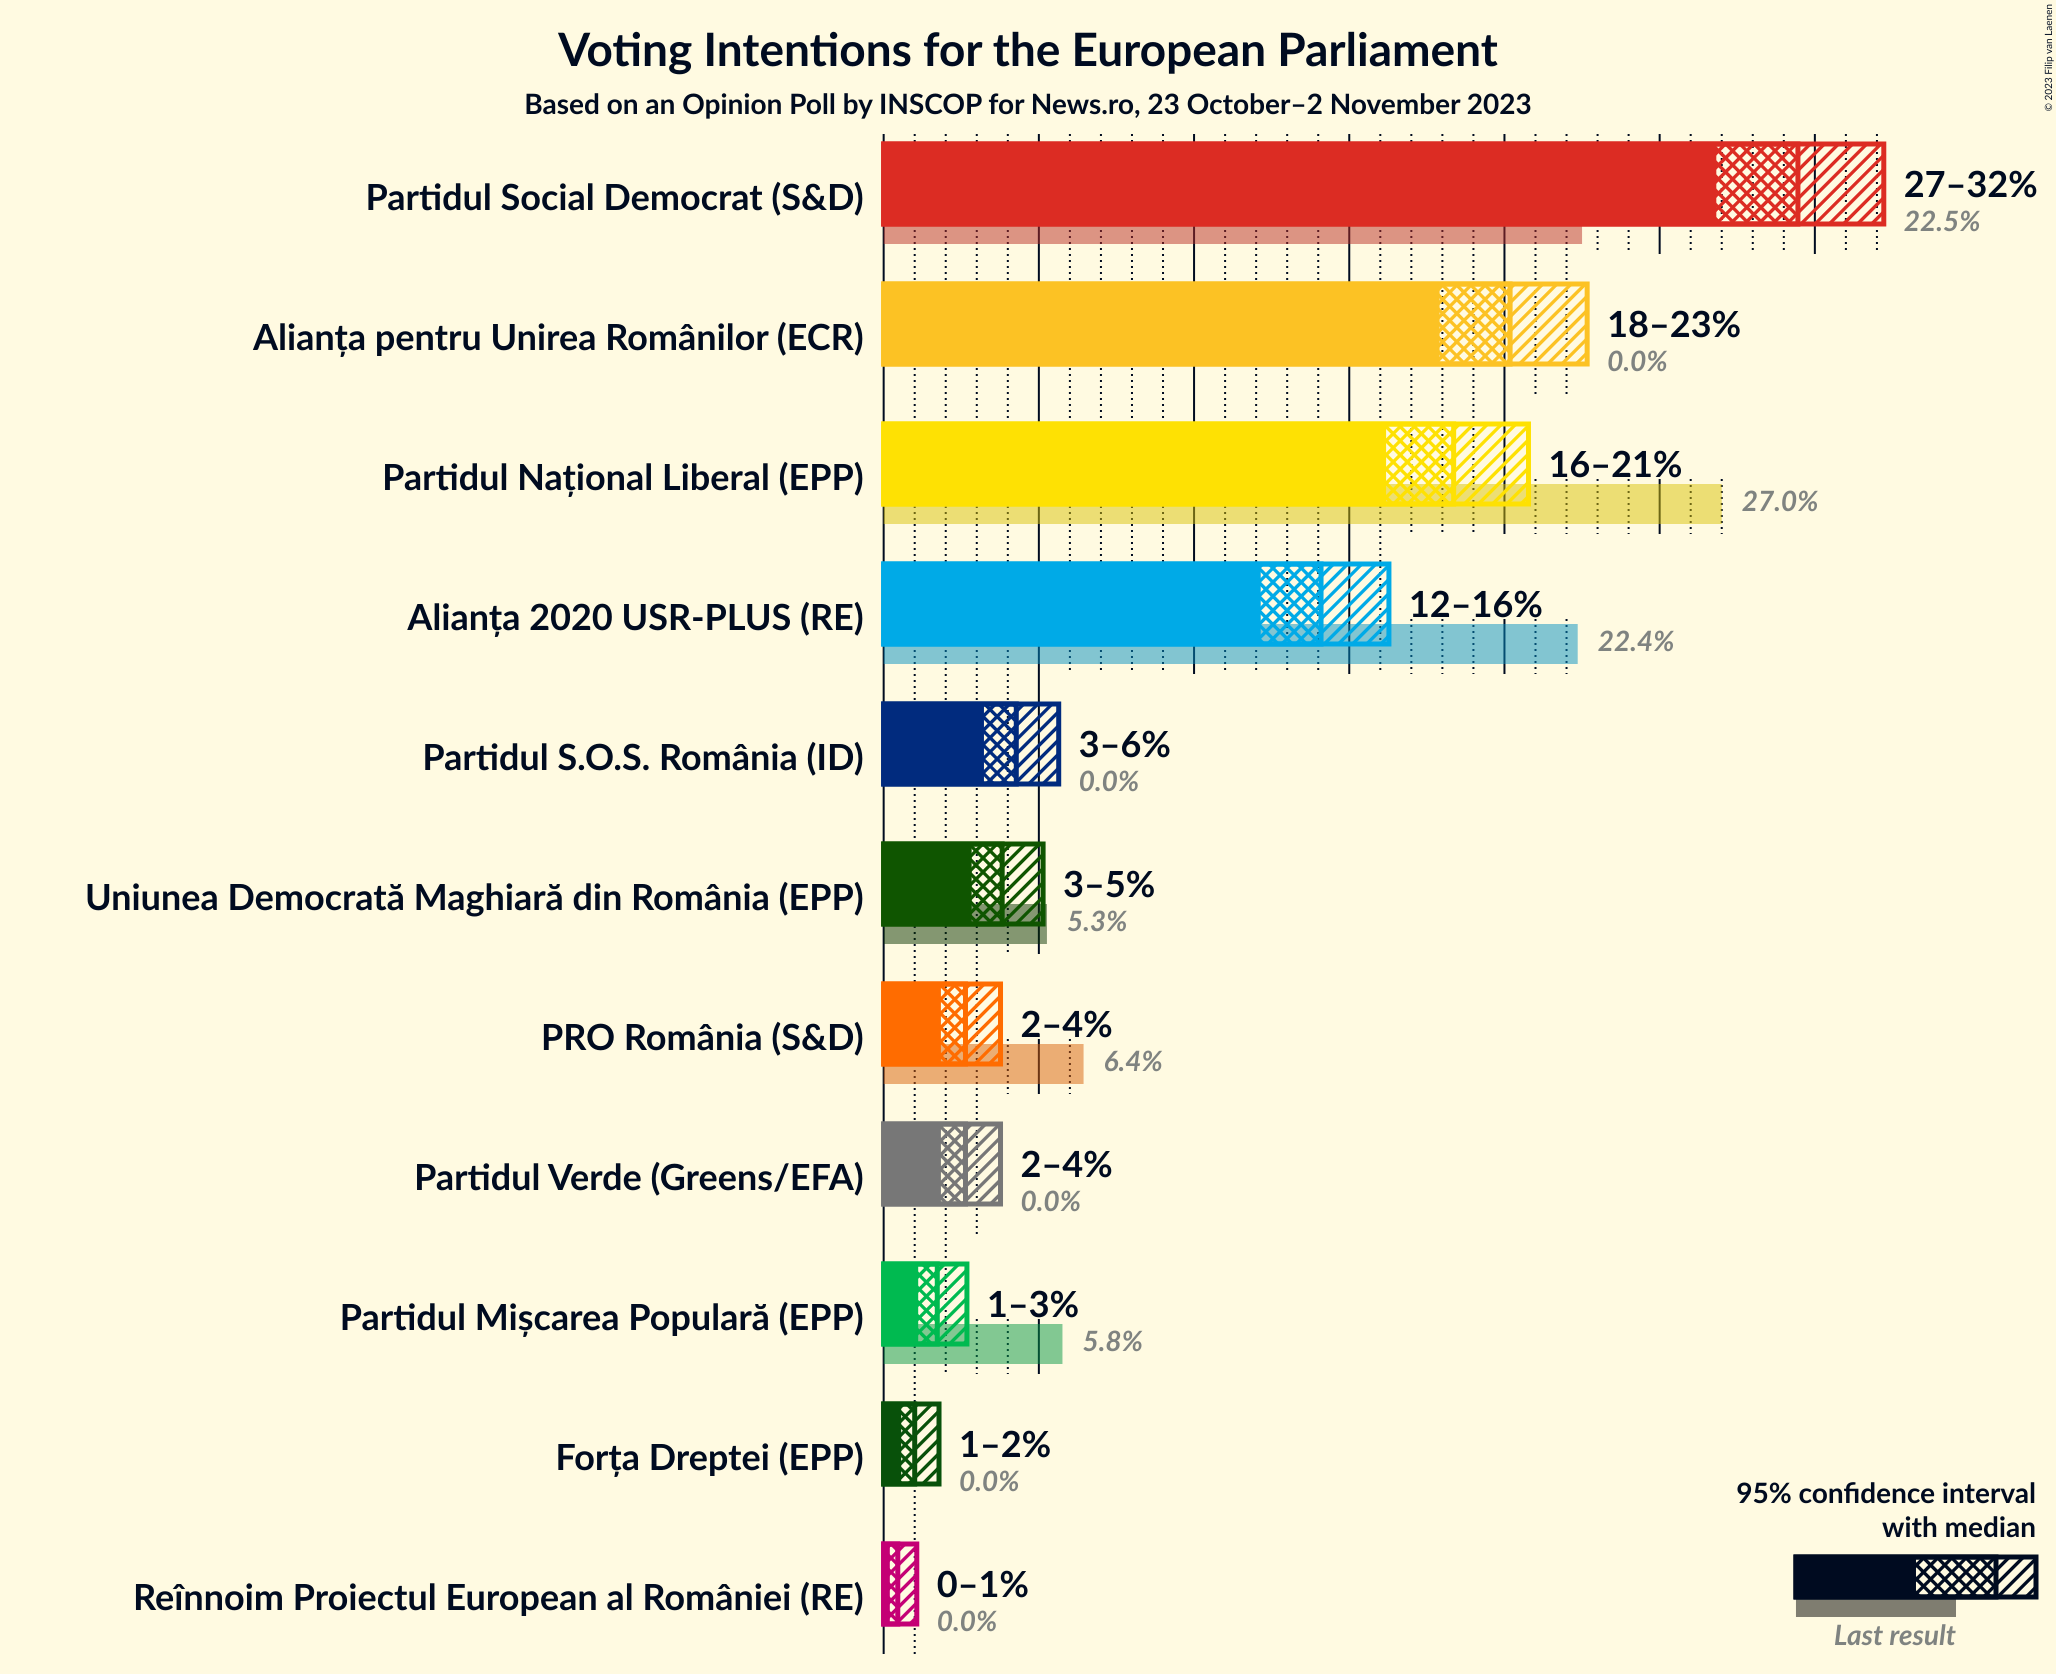 Voting Intentions for the European Parliament
Based on an Opinion Poll by INSCOP for News.ro, 23 October–2 November 2023
© 2023 Filip van Laenen
Partidul Social Democrat (S&D)
27–32%
22.5%
Alianța pentru Unirea Românilor (ECR)
18–23%
0.0%
Partidul Național Liberal (EPP)
16–21%
27.0%
Alianța 2020 USR-PLUS (RE)
12–16%
22.4%
Partidul S.O.S. România (ID)
3–6%
0.0%
Uniunea Democrată Maghiară din România (EPP)
3–5%
5.3%
PRO România (S&D)
2–4%
6.4%
Partidul Verde (Greens/EFA)
2–4%
0.0%
Partidul Mișcarea Populară (EPP)
1–3%
5.8%
Forța Dreptei (EPP)
1–2%
0.0%
Reînnoim Proiectul European al României (RE)
0–1%
0.0%
95% confidence interval
with median
Last result